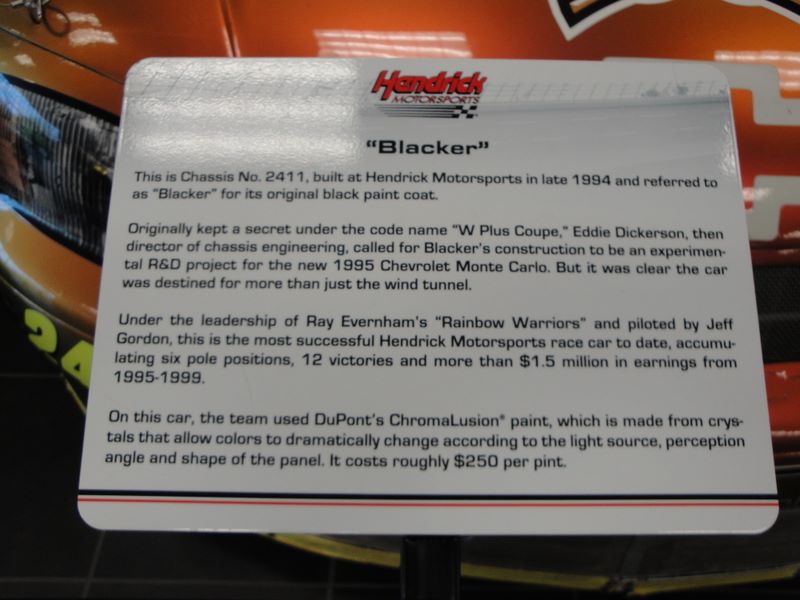 Hendrick
MOTORSPORTS
“Blacker”
This is Chassis No. 2411, built at Hendrick Motorsports in late 1994 and referred to
as “Blacker” for its original black paint coat.
Originally kept a secret under the code name “W Plus Coupe,” Eddie Dickerson, then
director of chassis engineering, called for Blacker’s construction to be an experimen-
tal R&D project for the new 1995 Chevrolet Monte Carlo. But it was clear the car
was destined for more than just the wind tunnel.
Under the leadership of Ray Evernham’s “Rainbow Warriors” and piloted by Jeff
Gordon, this is the most successful Hendrick Motorsports race car to date, accumu-
lating six pole positions, 12 victories and more than $1.5 million in earnings from
1995-1999.
On this car, the team used DuPont’s ChromaLusion® paint, which is made from crys-
tals that allow colors to dramatically change according to the light source, perception
angle and shape of the panel. It costs roughly $250 per pint.
24